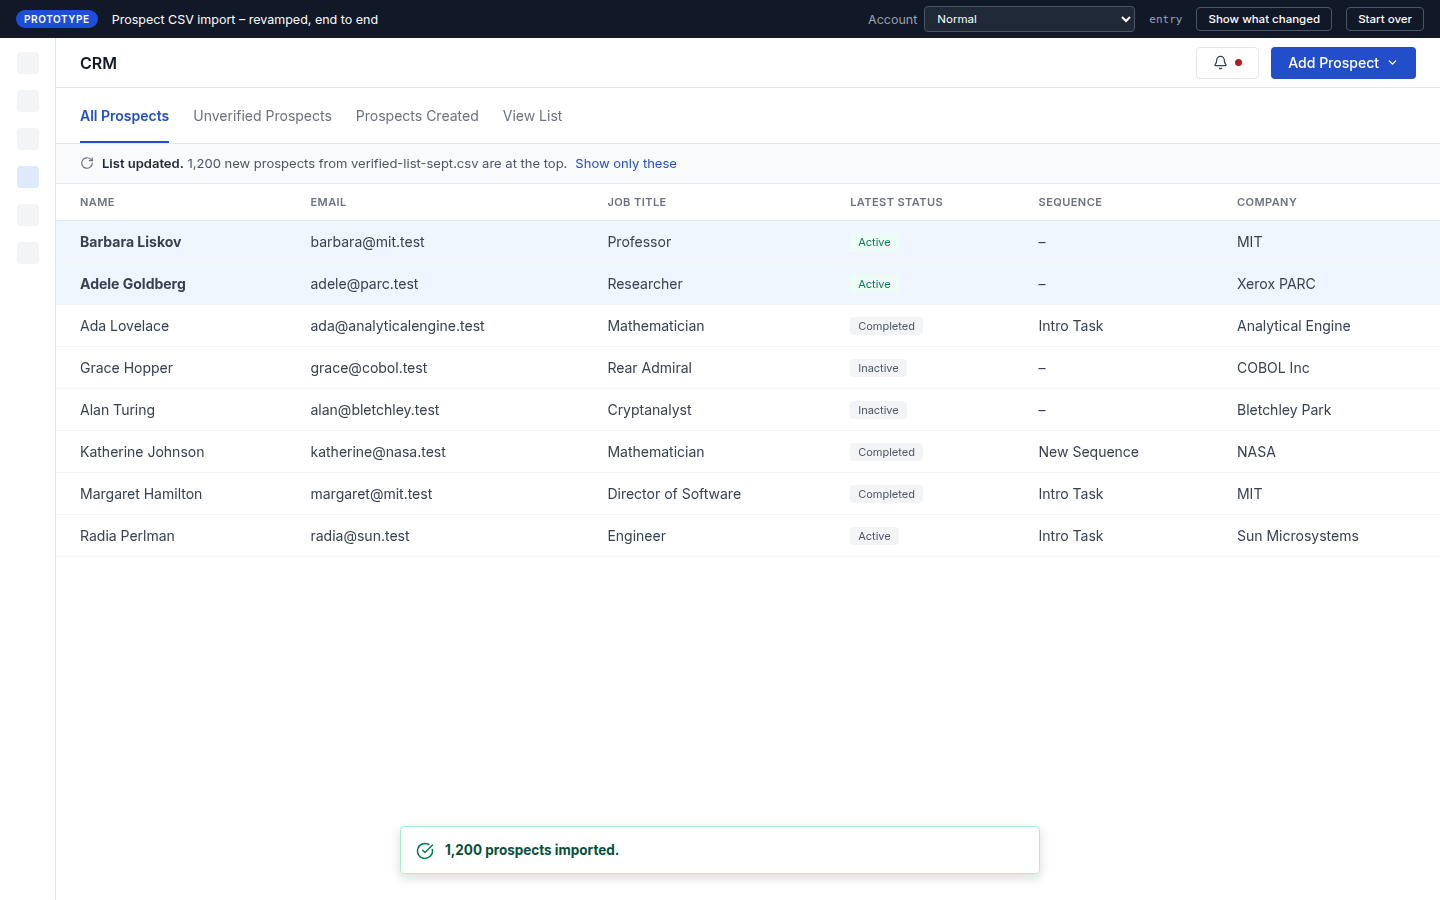 PROTOTYPE Prospect CSV import – revamped, end to end Account Normal entry Show what changed Start over
CRM Add Prospect
All Prospects Unverified Prospects Prospects Created View List
List updated. 1,200 new prospects from verified-list-sept.csv are at the top. Show only these
NAME EMAIL JOB TITLE LATEST STATUS SEQUENCE COMPANY
Barbara Liskov barbara@mit.test Professor Active – MIT
Adele Goldberg adele@parc.test Researcher Active – Xerox PARC
Ada Lovelace ada@analyticalengine.test Mathematician Completed Intro Task Analytical Engine
Grace Hopper grace@cobol.test Rear Admiral Inactive – COBOL Inc
Alan Turing alan@bletchley.test Cryptanalyst Inactive – Bletchley Park
Katherine Johnson katherine@nasa.test Mathematician Completed New Sequence NASA
Margaret Hamilton margaret@mit.test Director of Software Completed Intro Task MIT
Radia Perlman radia@sun.test Engineer Active Intro Task Sun Microsystems
1,200 prospects imported.